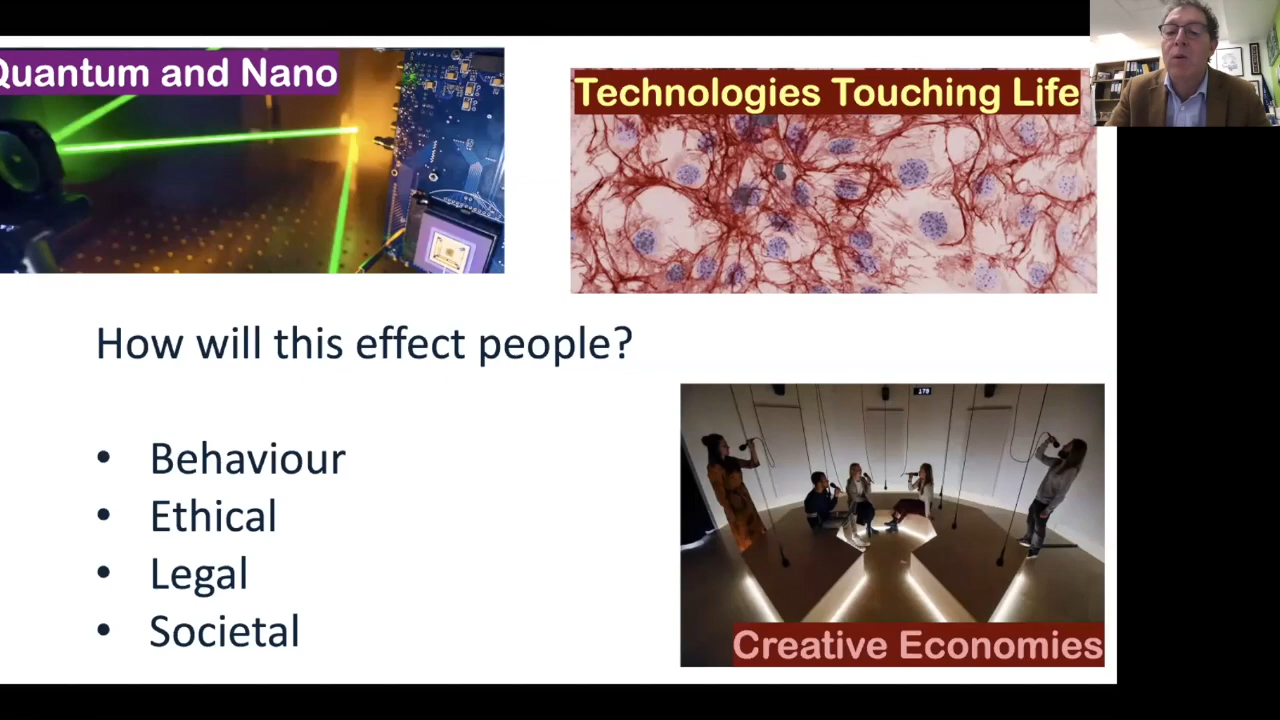 Quantum and Nano
Technologies Touching Life
How will this effect people?
• Behaviour
• Ethical
• Legal
• Societal
Creative Economies